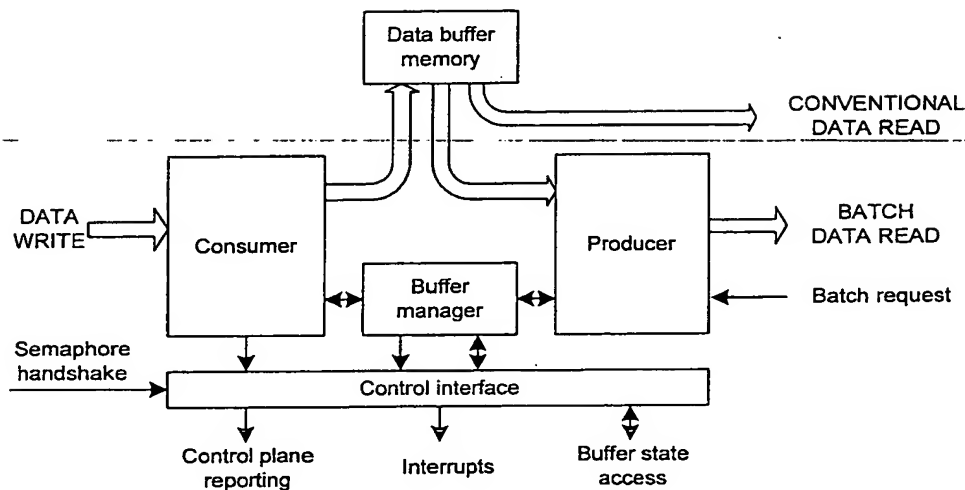 Data buffer
memory
CONVENTIONAL
DATA READ
DATA
WRITE
Consumer
Producer
BATCH
DATA READ
Buffer
manager
Batch request
Semaphore
handshake
Control interface
Control plane
reporting
Interrupts
Buffer state
access